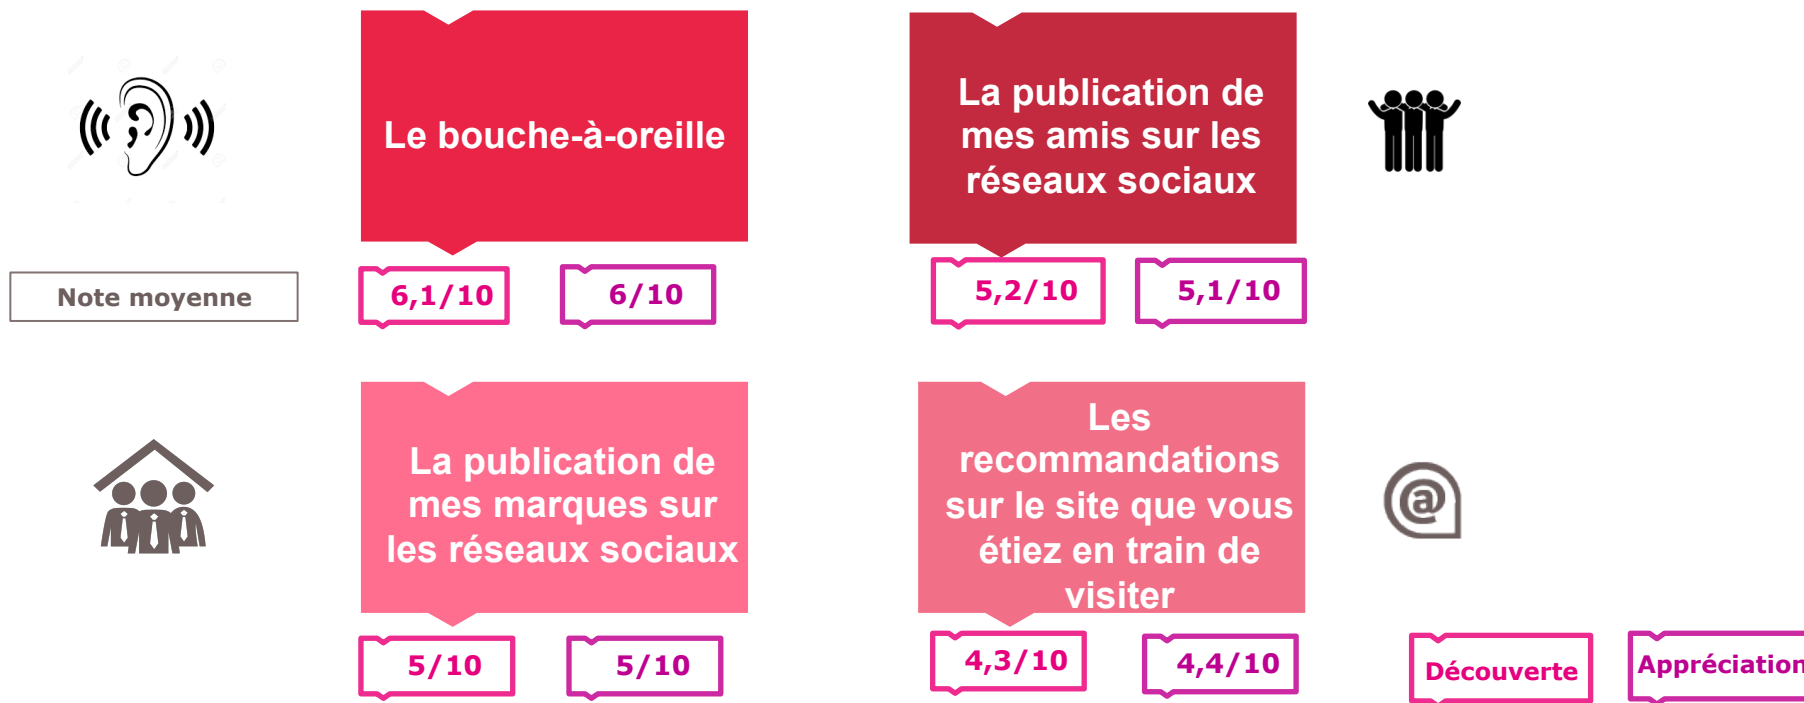 Le bouche-à-oreille
La publication de
mes amis sur les
réseaux sociaux
Note moyenne
6,1/10
6/10
5,2/10
5,1/10
La publication de
mes marques sur
les réseaux sociaux
Les
recommandations
sur le site que vous
étiez en train de
visiter
@
5/10
5/10
4,3/10
4,4/10
Découverte
Appréciation